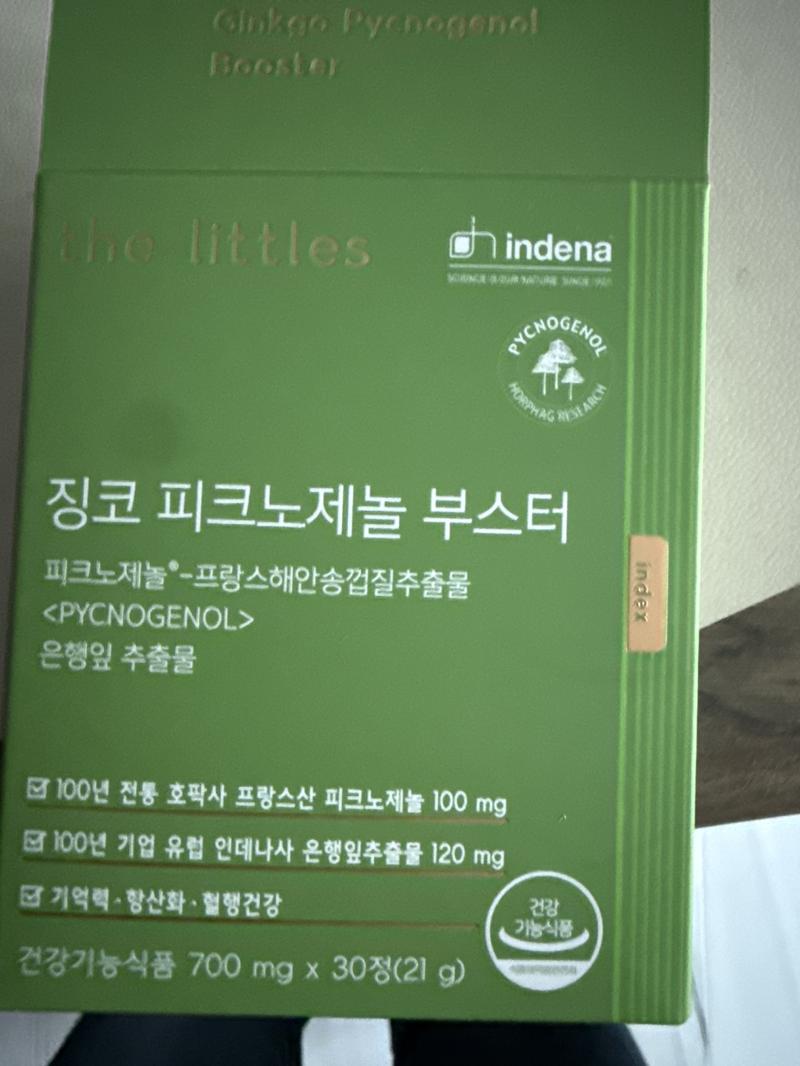 Ginkgo Pycnogenol
Booster
the littles
indena
SCIENCE IS OUR NATURE SINCE 1921
PYCNOGENOL
HORPHAG RESEARCH
징코 피크노제놀 부스터
피크노제놀®-프랑스해안송껍질추출물
<PYCNOGENOL>
은행잎 추출물
index
100년 전통 호팍사 프랑스산 피크노제놀 100 mg
100년 기업 유럽 인데나사 은행잎추출물 120 mg
기억력·항산화·혈행건강
건강
기능식품
건강기능식품 700 mg x 30정(21 g)